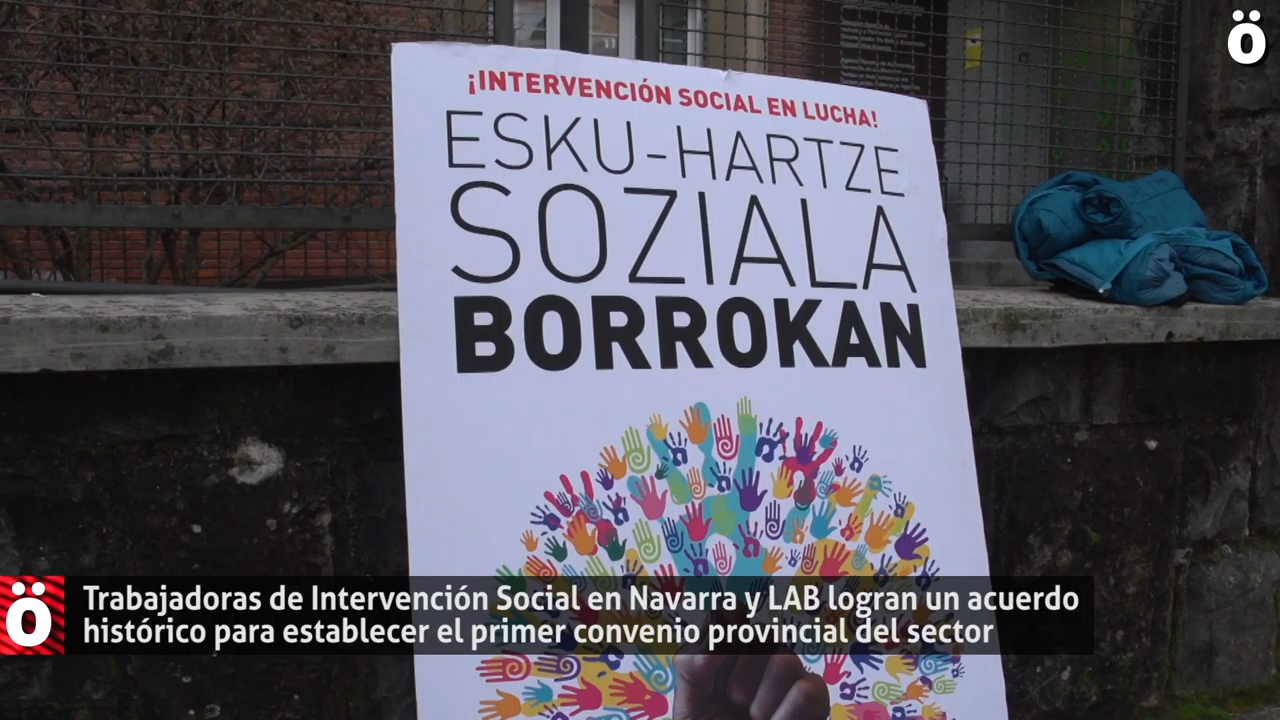 ö
¡INTERVENCIÓN SOCIAL EN LUCHA!
ESKU-HARTZE
SOZIALA
BORROKAN
ö
Trabajadoras de Intervención Social en Navarra y LAB logran un acuerdo
histórico para establecer el primer convenio provincial del sector